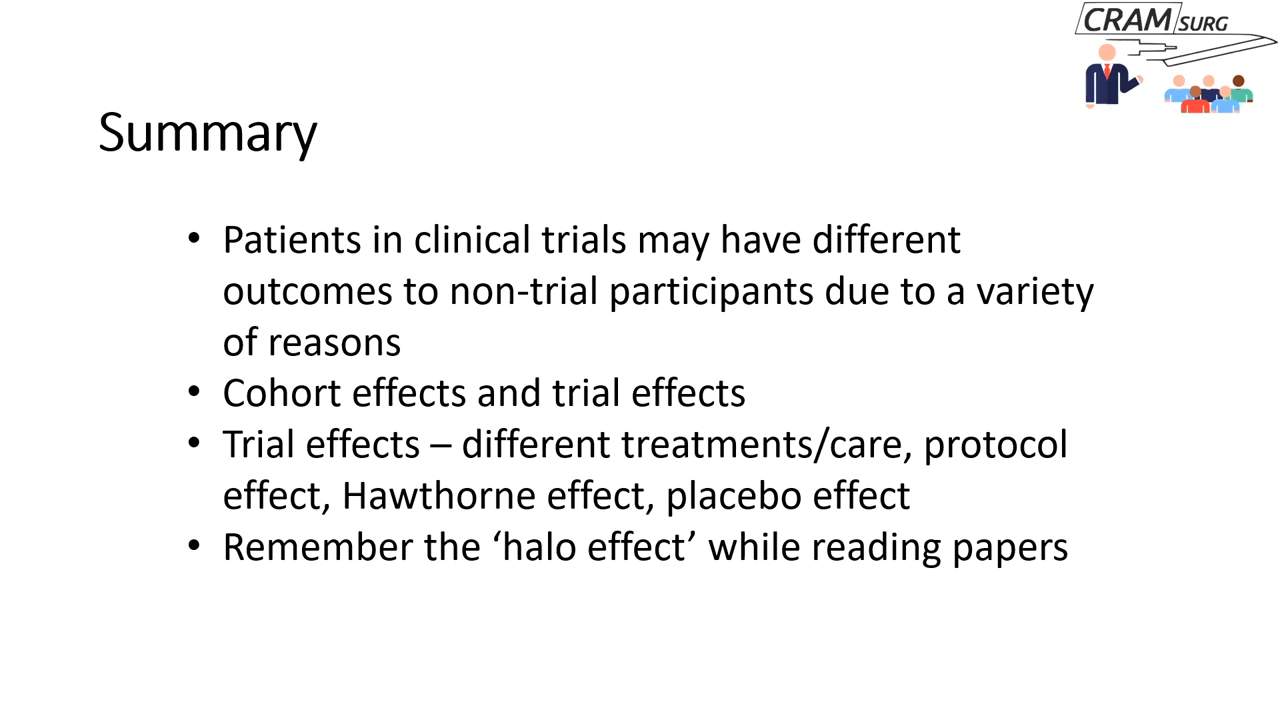 CRAM SURG
Summary
• Patients in clinical trials may have different
outcomes to non-trial participants due to a variety
of reasons
• Cohort effects and trial effects
• Trial effects – different treatments/care, protocol
effect, Hawthorne effect, placebo effect
• Remember the ‘halo effect’ while reading papers